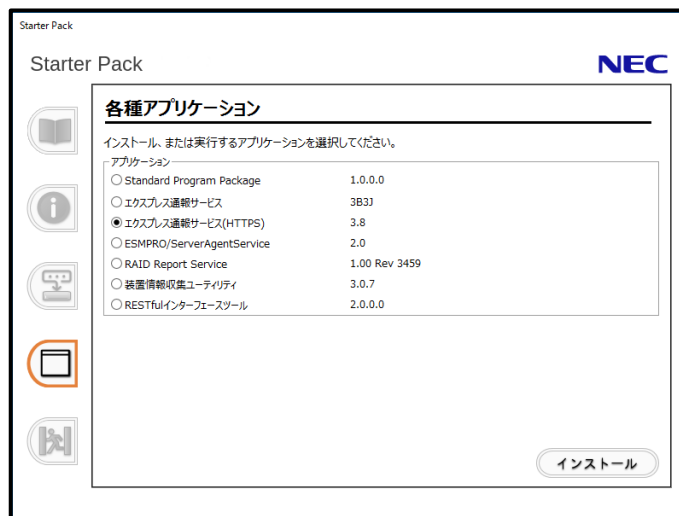 Starter Pack
Starter Pack
NEC
各種アプリケーション
インストール、または実行するアプリケーションを選択してください。
アプリケーション
Standard Program Package 1.0.0.0
エクスプレス通報サービス 3B3J
エクスプレス通報サービス(HTTPS) 3.8
ESMPRO/ServerAgentService 2.0
RAID Report Service 1.00 Rev 3459
装置情報収集ユーティリティ 3.0.7
RESTfulインターフェースツール 2.0.0.0
インストール